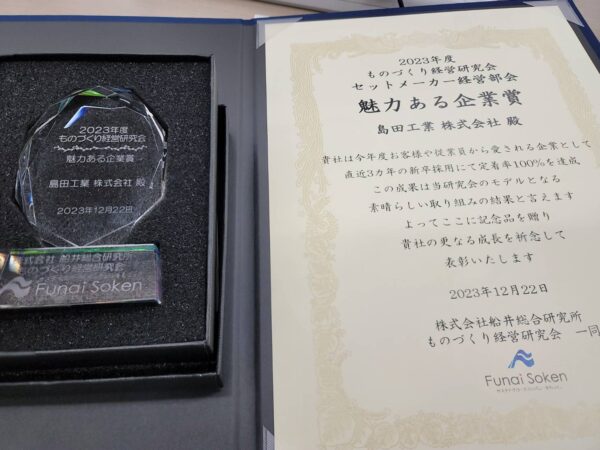 2023年度
ものづくり経営研究会
魅力ある企業賞
島田工業 株式会社 殿
2023年12月22日
株式会社 船井総合研究所
ものづくり経営研究会
Funai Soken
2023年度
ものづくり経営研究会
セットメーカー経営部会
魅力ある企業賞
島田工業 株式会社 殿
貴社は今年度お客様や従業員から愛される企業として
直近3カ年の新卒採用にて定着率100%を達成
この成果は当研究会のモデルとなる
素晴らしい取り組みの結果と言えます
よってここに記念品を贈り
貴社の更なる成長を祈念して
表彰いたします
2023年12月22日
株式会社船井総合研究所
ものづくり経営研究会 一同
Funai Soken